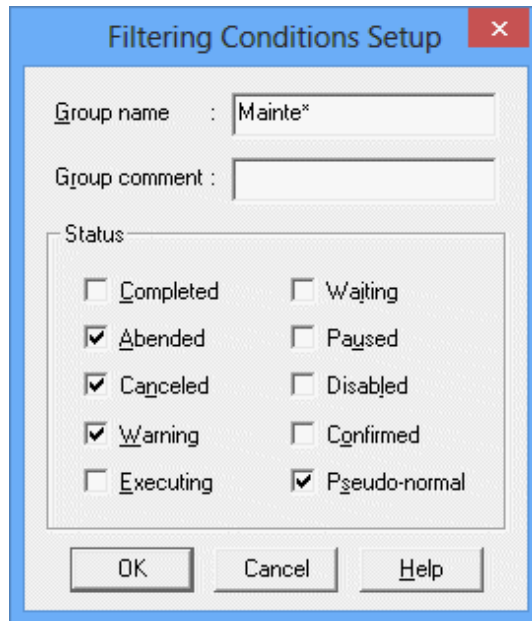 Filtering Conditions Setup
Group name : Mainte*
Group comment :
Status
Completed Waiting
Abended Paused
Canceled Disabled
Warning Confirmed
Executing Pseudo-normal
OK Cancel Help